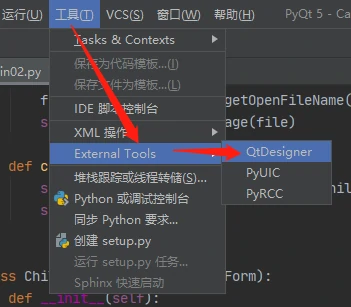 运行(U) 工具(T) VCS(S) 窗口(W) 帮助(H) PyQt 5 - C
in02.py
Tasks & Contexts
保存为代码模板...(I)
保存文件为模板...(L)
IDE 脚本控制台
XML 操作
External Tools
堆栈跟踪或线程转储(S)...
Python 或调试控制台
同步 Python 要求...
创建 setup.py
运行 setup.py 任务...
Sphinx 快速启动
QtDesigner
PyUIC
PyRCC
f getOpenFileName(
s age(file)
def c
s Chil
s
ss Chi Form):
def __init__(self):